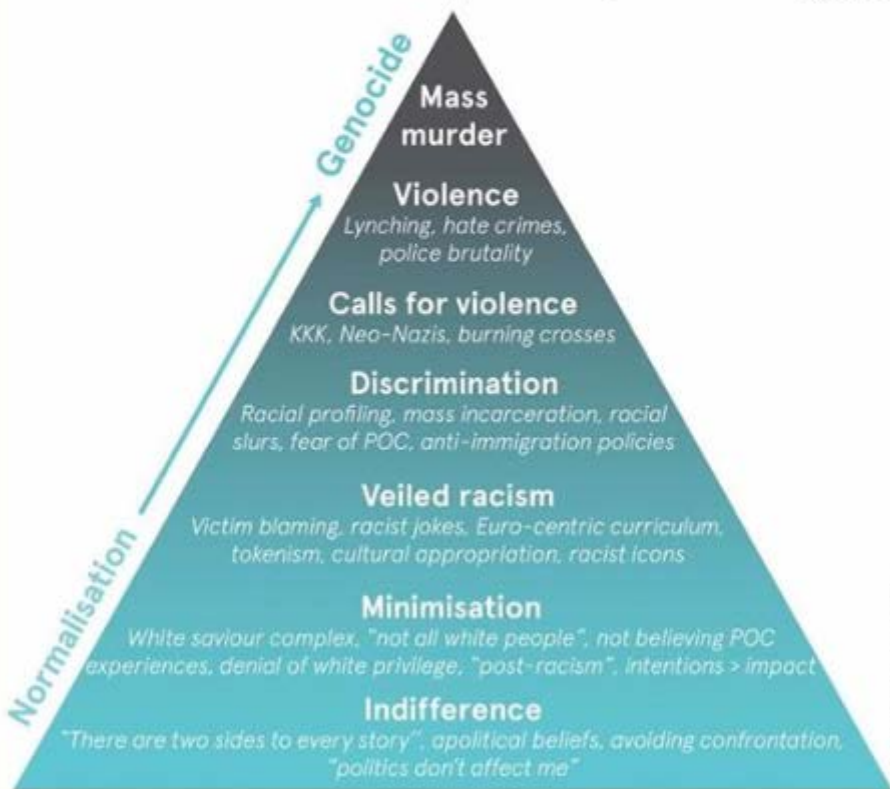 Genocide
Normalisation
Mass
murder
Violence
Lynching, hate crimes,
police brutality
Calls for violence
KKK, Neo-Nazis, burning crosses
Discrimination
Racial profiling, mass incarceration, racial
slurs, fear of POC, anti-immigration policies
Veiled racism
Victim blaming, racist jokes, Euro-centric curriculum,
tokenism, cultural appropriation, racist icons
Minimisation
White saviour complex, "not all white people", not believing POC
experiences, denial of white privilege, "post-racism", intentions > impact
Indifference
"There are two sides to every story", apolitical beliefs, avoiding confrontation,
"politics don't affect me"